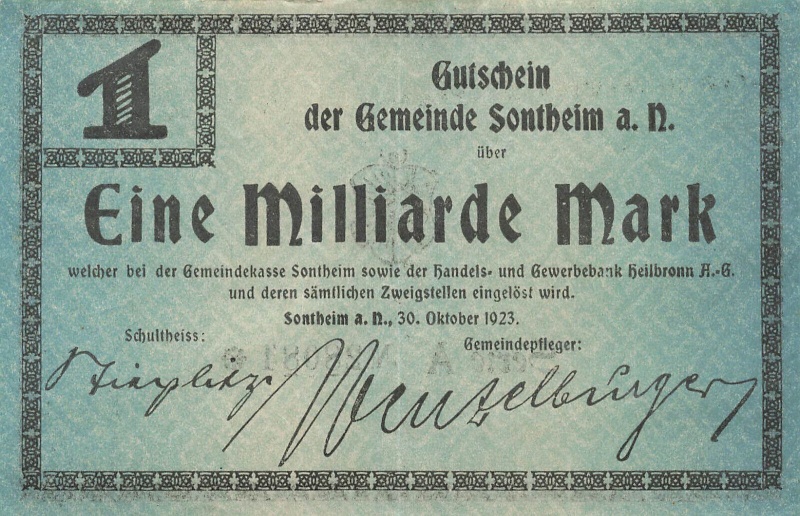 1
Gutschein
der Gemeinde Sontheim a. N.
über
Eine Milliarde Mark
welcher bei der Gemeindekasse Sontheim sowie der Handels- und Gewerbebank Heilbronn A.-G.
und deren sämtlichen Zweigstellen eingelöst wird.
Sontheim a. N., 30. Oktober 1923.
Schultheiss:
Gemeindepfleger:
Wenzelburger